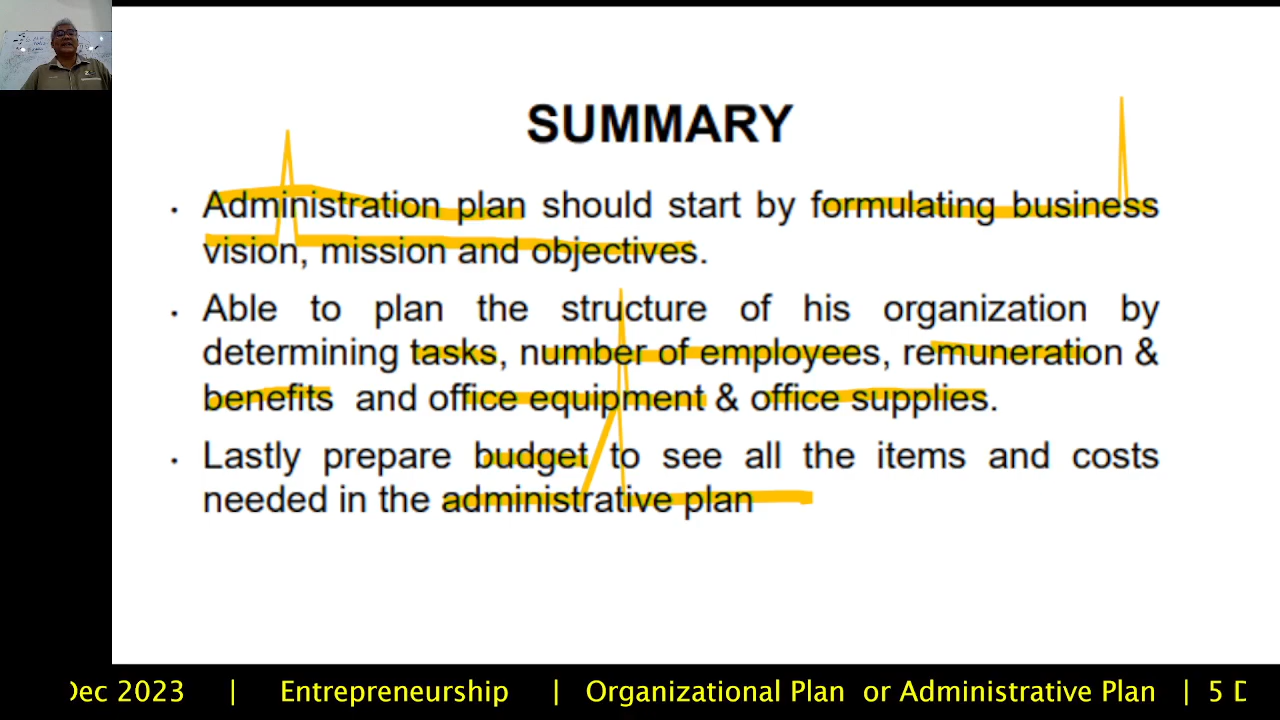 SUMMARY
· Administration plan should start by formulating business
vision, mission and objectives.
· Able to plan the structure of his organization by
determining tasks, number of employees, remuneration &
benefits and office equipment & office supplies.
· Lastly prepare budget to see all the items and costs
needed in the administrative plan
Dec 2023 | Entrepreneurship | Organizational Plan or Administrative Plan | 5 D